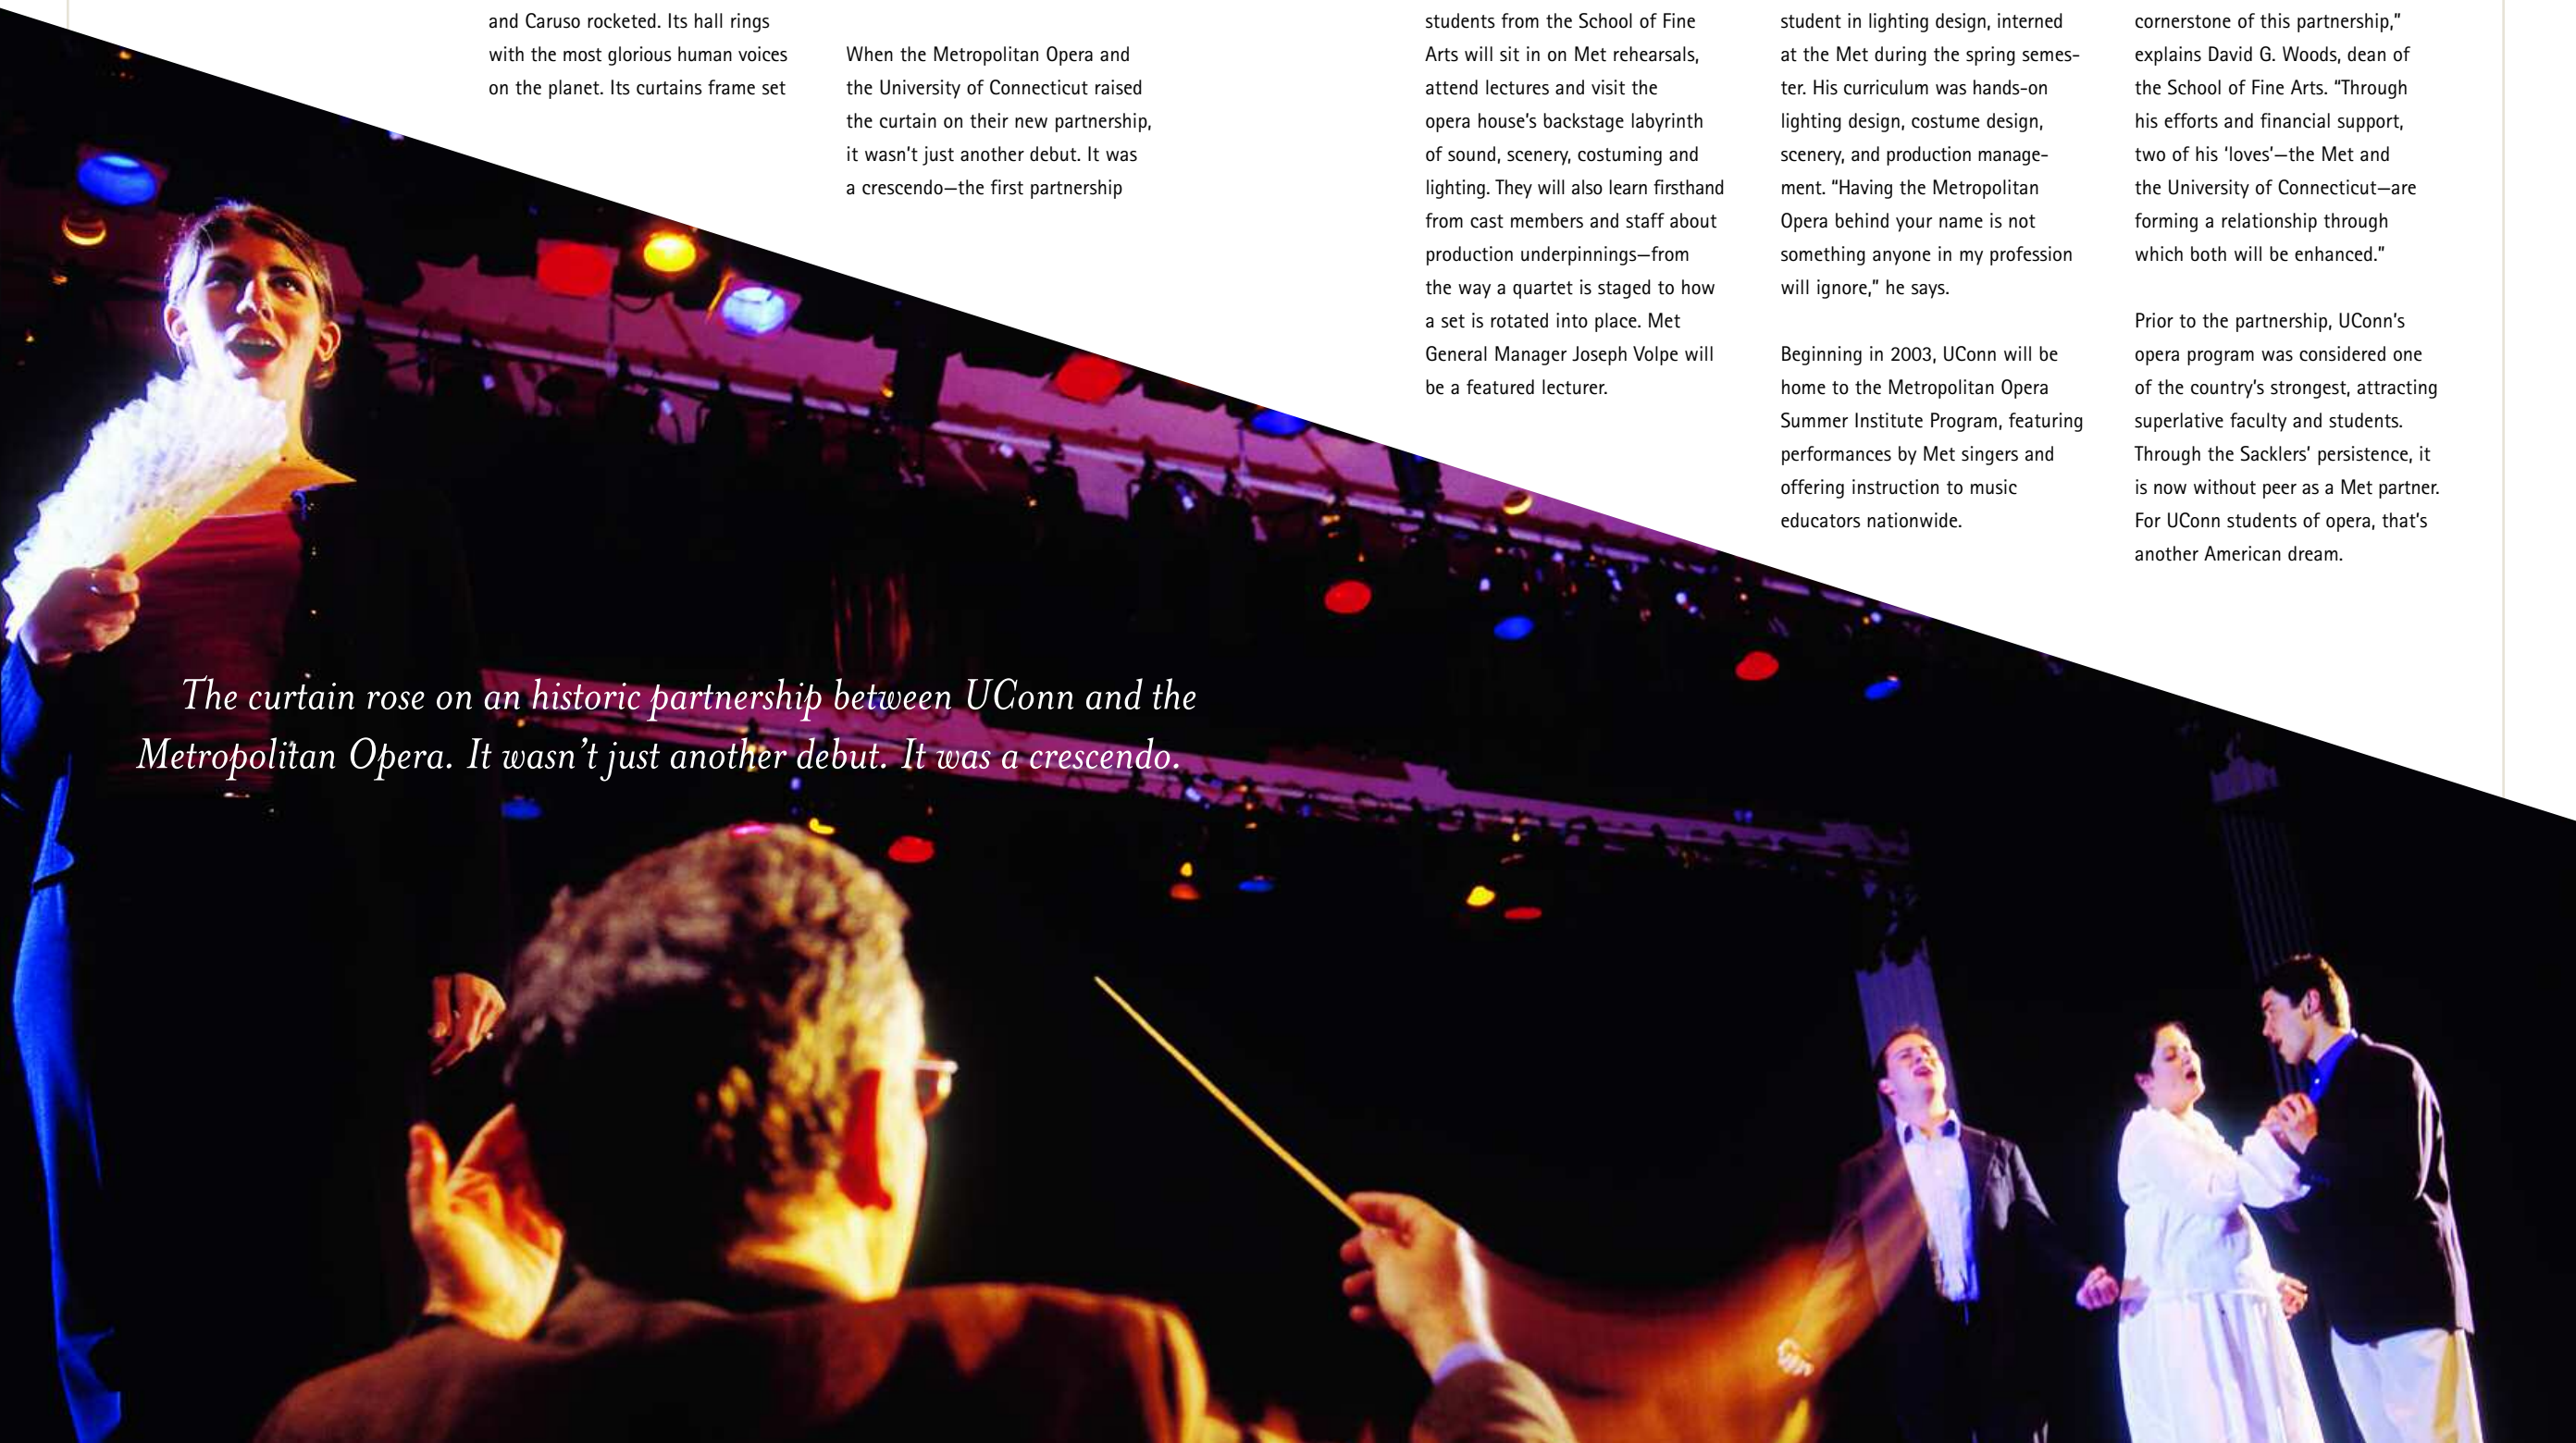 and Caruso rocketed. Its hall rings
with the most glorious human voices
on the planet. Its curtains frame set
When the Metropolitan Opera and
the University of Connecticut raised
the curtain on their new partnership,
it wasn't just another debut. It was
a crescendo—the first partnership
students from the School of Fine
Arts will sit in on Met rehearsals,
attend lectures and visit the
opera house's backstage labyrinth
of sound, scenery, costuming and
lighting. They will also learn firsthand
from cast members and staff about
production underpinnings—from
the way a quartet is staged to how
a set is rotated into place. Met
General Manager Joseph Volpe will
be a featured lecturer.
student in lighting design, interned
at the Met during the spring semes-
ter. His curriculum was hands-on
lighting design, costume design,
scenery, and production manage-
ment. “Having the Metropolitan
Opera behind your name is not
something anyone in my profession
will ignore,” he says.
Beginning in 2003, UConn will be
home to the Metropolitan Opera
Summer Institute Program, featuring
performances by Met singers and
offering instruction to music
educators nationwide.
cornerstone of this partnership,”
explains David G. Woods, dean of
the School of Fine Arts. “Through
his efforts and financial support,
two of his ‘loves’—the Met and
the University of Connecticut—are
forming a relationship through
which both will be enhanced.”
Prior to the partnership, UConn's
opera program was considered one
of the country's strongest, attracting
superlative faculty and students.
Through the Sacklers' persistence, it
is now without peer as a Met partner.
For UConn students of opera, that's
another American dream.
The curtain rose on an historic partnership between UConn and the
Metropolitan Opera. It wasn't just another debut. It was a crescendo.